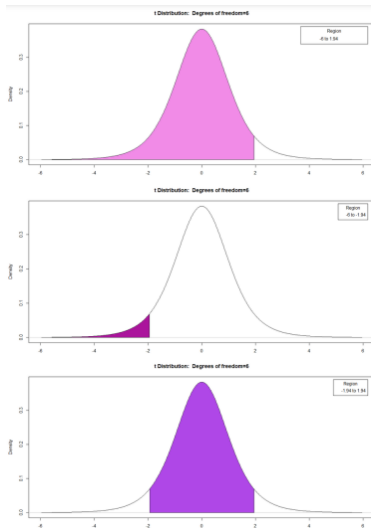 t Distribution: Degrees of freedom=6
Region
-6 to 1.94
Density
0.0
0.1
0.2
0.3
-6 -4 -2 0 2 4 6
t Distribution: Degrees of freedom=6
Region
-6 to -1.94
Density
0.0
0.1
0.2
0.3
-6 -4 -2 0 2 4 6
t Distribution: Degrees of freedom=6
Region
-1.94 to 1.94
Density
0.0
0.1
0.2
0.3
-6 -4 -2 0 2 4 6